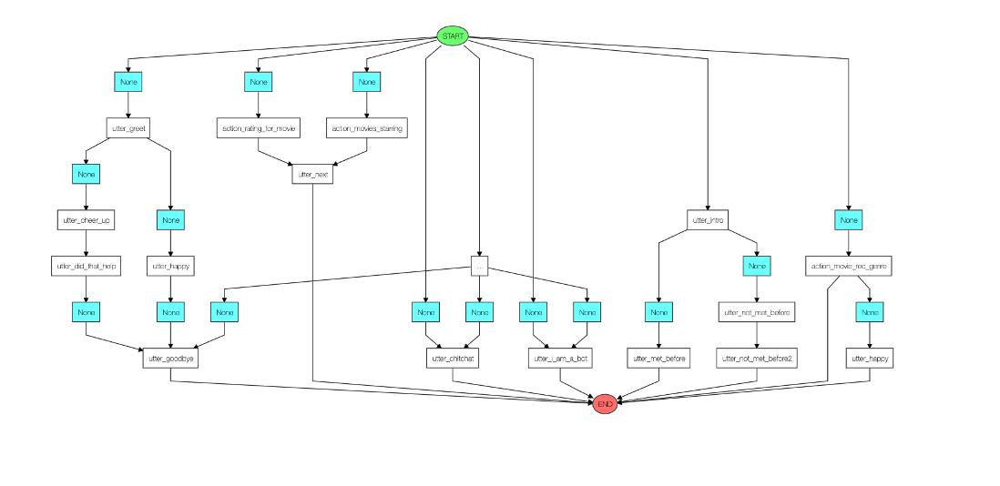 START
None
None
None
utter_greet
action_rating_for_movie
action_movies_starring
None
utter_next
utter_cheer_up
None
utter_intro
None
utter_did_that_help
utter_happy
...
None
action_movie_rec_genre
None
None
None
None
None
None
None
None
utter_not_met_before
None
utter_goodbye
utter_chitchat
utter_i_am_a_bot
utter_met_before
utter_not_met_before2
utter_happy
END